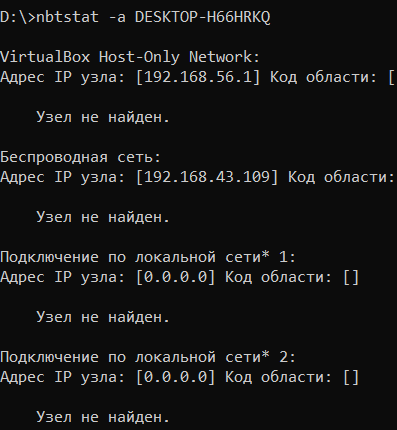 D:\>nbtstat -a DESKTOP-H66HRKQ
VirtualBox Host-Only Network:
Адрес IP узла: [192.168.56.1] Код области: [
Узел не найден.
Беспроводная сеть:
Адрес IP узла: [192.168.43.109] Код области:
Узел не найден.
Подключение по локальной сети* 1:
Адрес IP узла: [0.0.0.0] Код области: []
Узел не найден.
Подключение по локальной сети* 2:
Адрес IP узла: [0.0.0.0] Код области: []
Узел не найден.